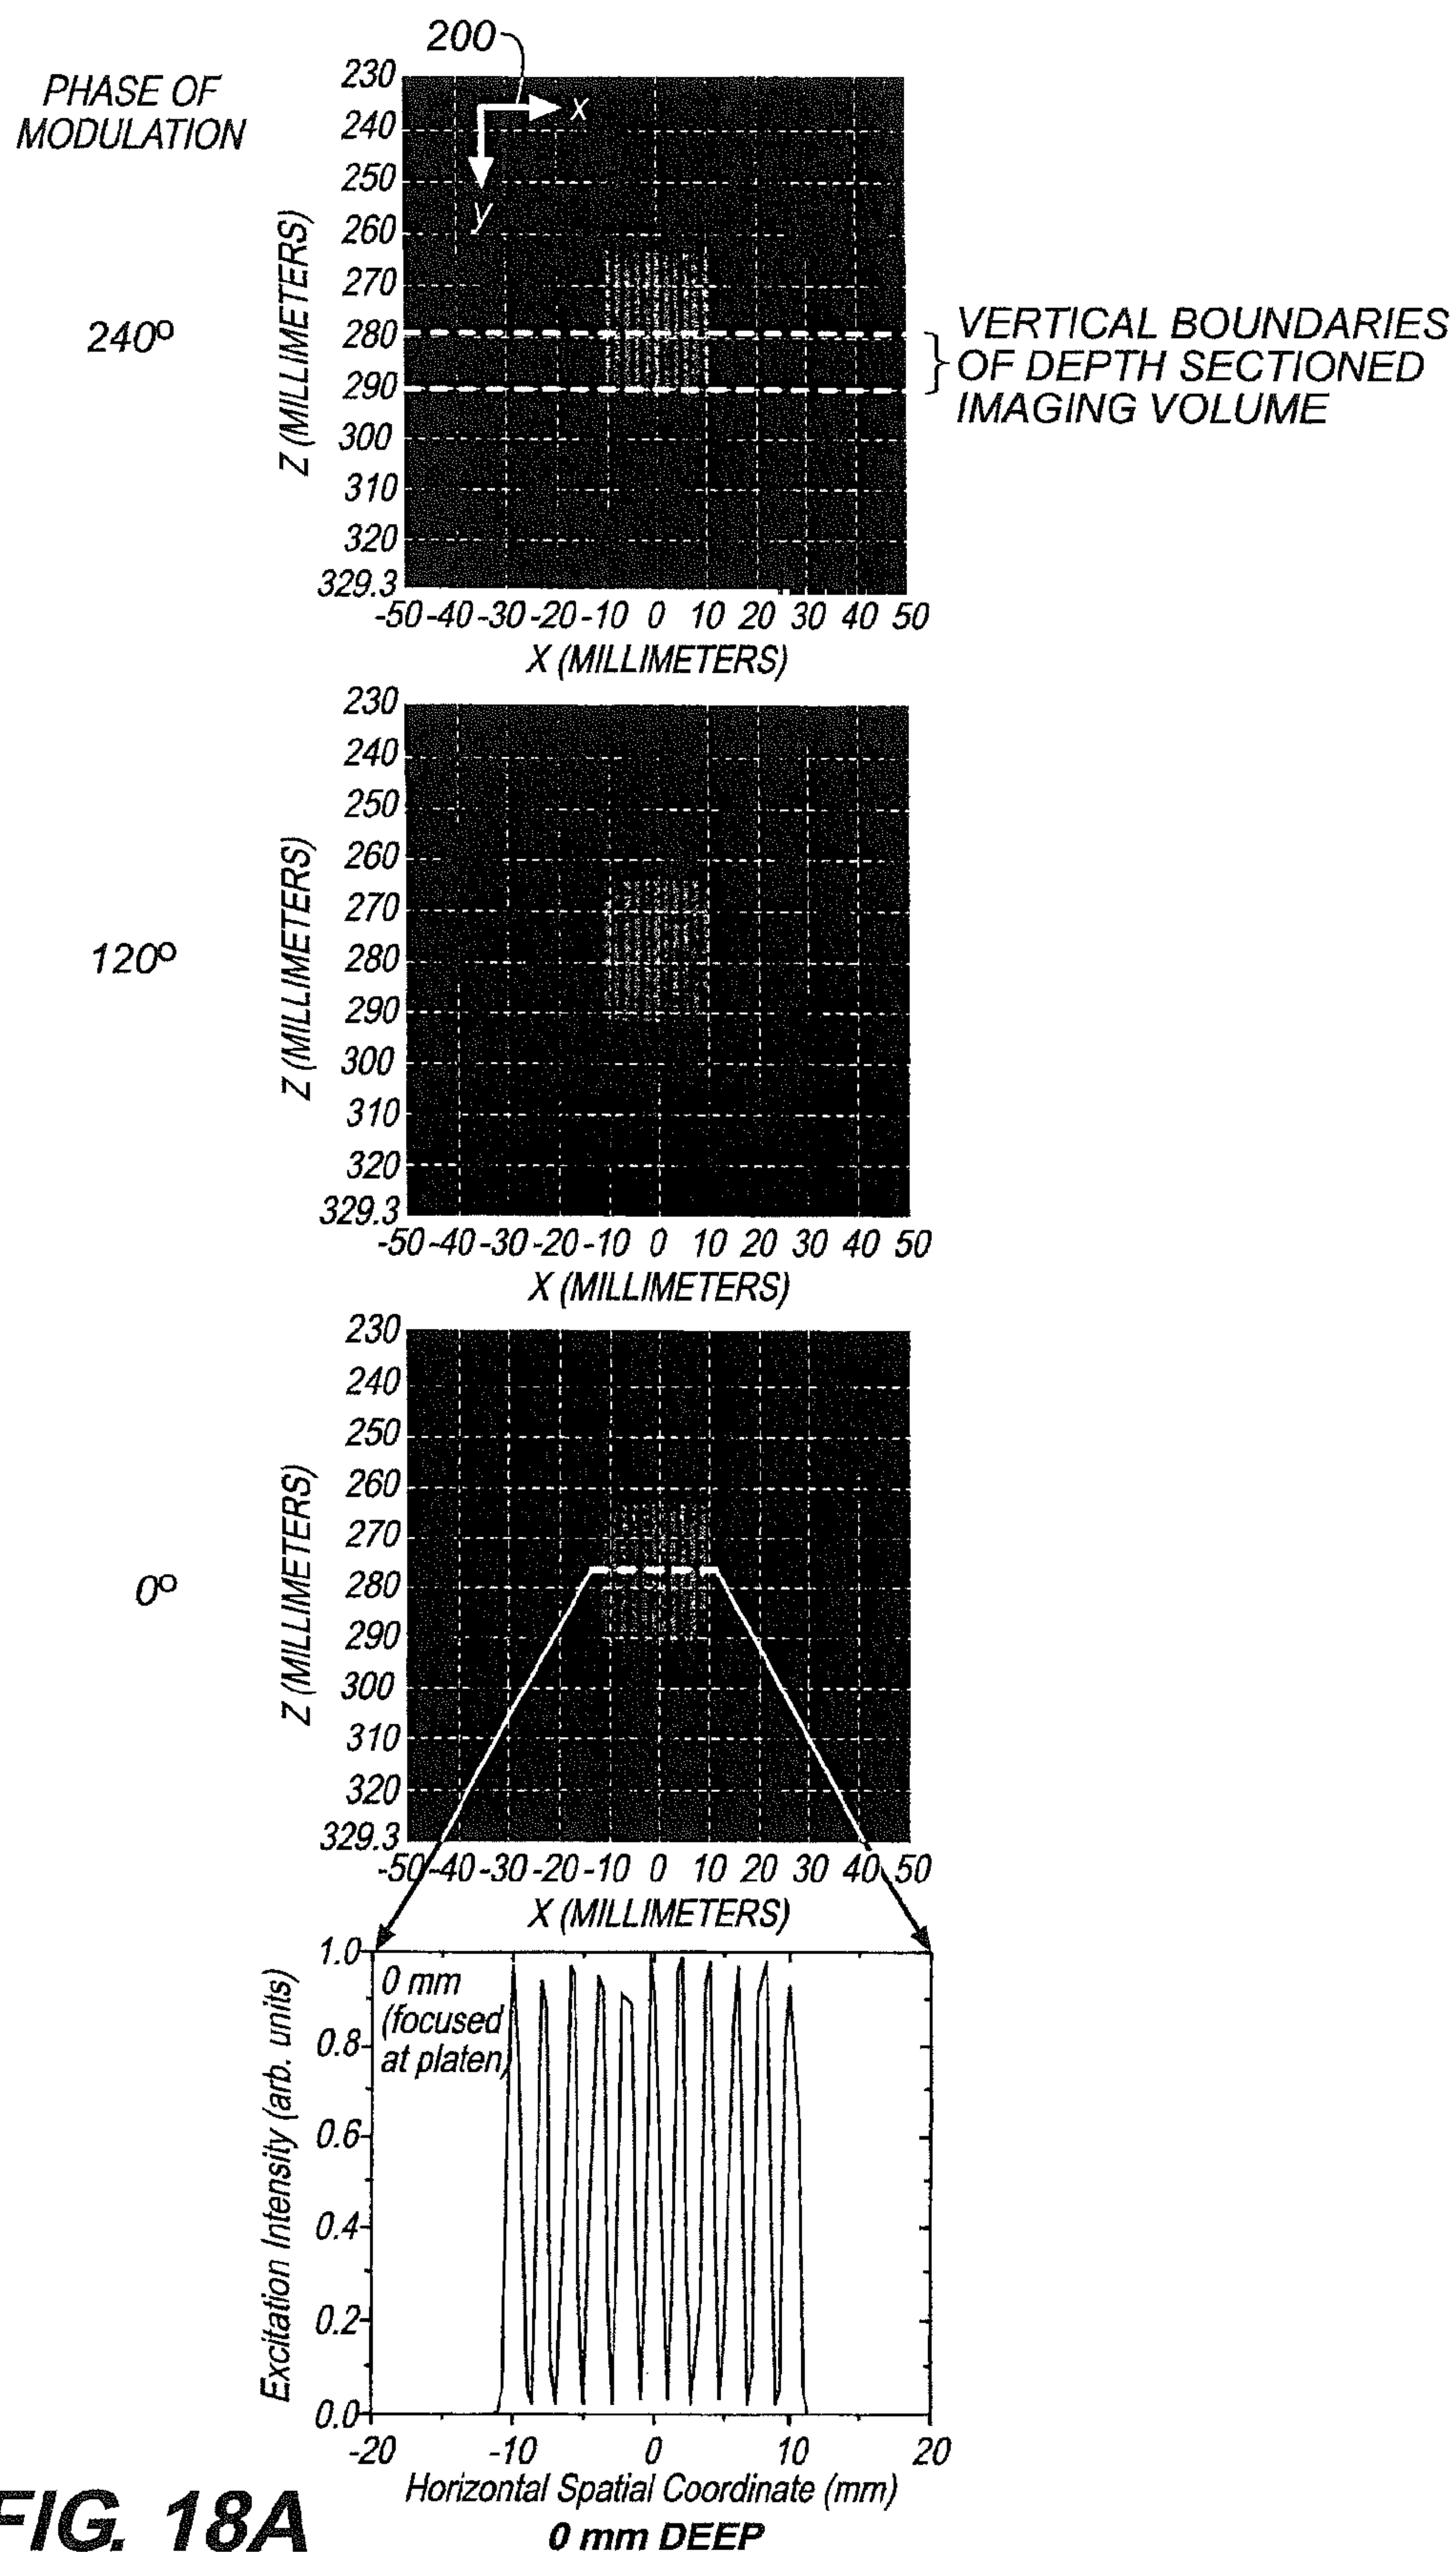 200
PHASE OF
MODULATION
x
y
230
240
250
260
270
280
290
300
310
320
329.3
Z (MILLIMETERS)
240º
VERTICAL BOUNDARIES
OF DEPTH SECTIONED
IMAGING VOLUME
-50 -40 -30 -20 -10 0 10 20 30 40 50
X (MILLIMETERS)
230
240
250
260
270
280
290
300
310
320
329.3
Z (MILLIMETERS)
120º
-50 -40 -30 -20 -10 0 10 20 30 40 50
X (MILLIMETERS)
230
240
250
260
270
280
290
300
310
320
329.3
Z (MILLIMETERS)
0º
-50 -40 -30 -20 -10 0 10 20 30 40 50
X (MILLIMETERS)
1.0
0.8
0.6
0.4
0.2
0.0
Excitation Intensity (arb. units)
0 mm
(focused
at platen)
-20 -10 0 10 20
Horizontal Spatial Coordinate (mm)
0 mm DEEP
FIG. 18A